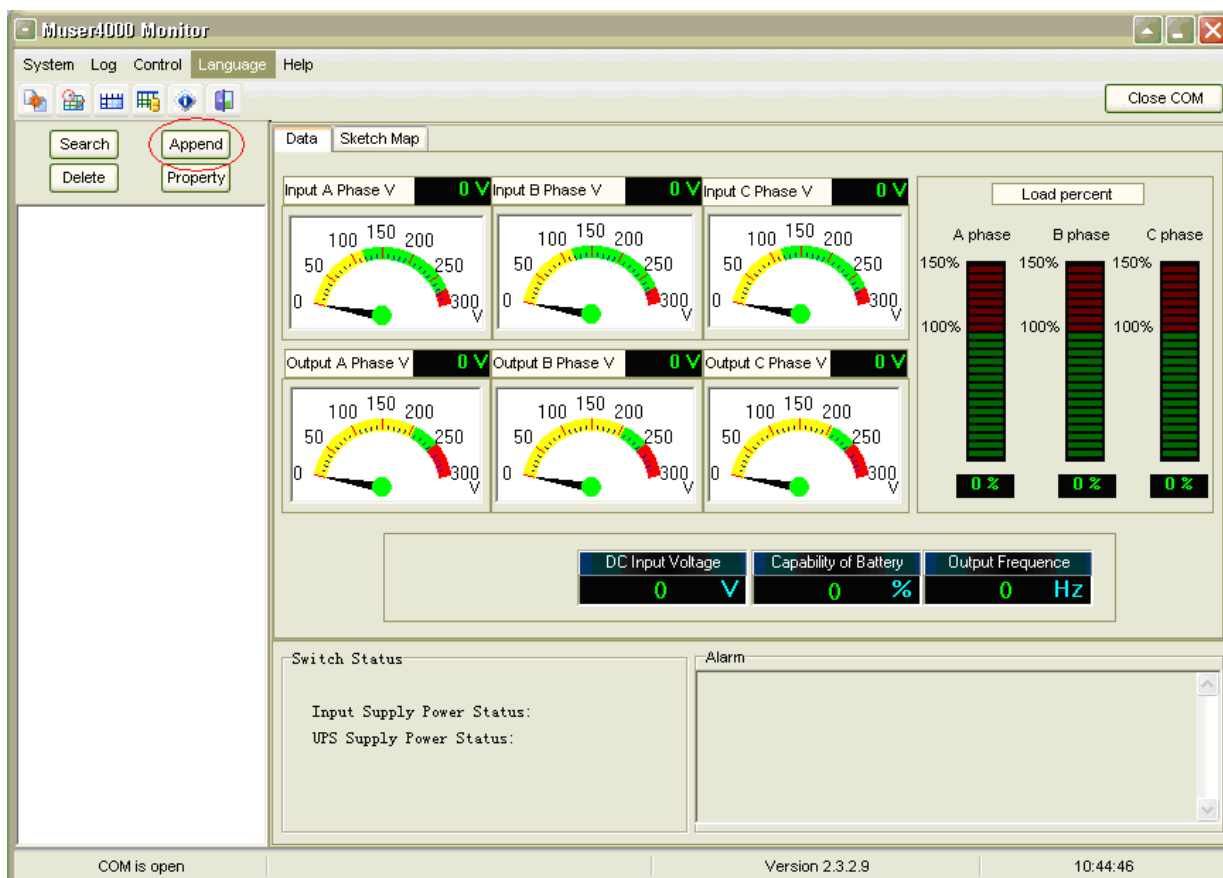 Muser4000 Monitor
System Log Control Language Help
Close COM
Search Append
Delete Property
Data Sketch Map
Input A Phase V 0 V Input B Phase V 0 V Input C Phase V 0 V
0 50 100 150 200 250 300 V
0 50 100 150 200 250 300 V
0 50 100 150 200 250 300 V
Output A Phase V 0 V Output B Phase V 0 V Output C Phase V 0 V
0 50 100 150 200 250 300 V
0 50 100 150 200 250 300 V
0 50 100 150 200 250 300 V
Load percent
A phase B phase C phase
150% 150% 150%
100% 100% 100%
0 % 0 % 0 %
DC Input Voltage Capability of Battery Output Frequence
0 V 0 % 0 Hz
Switch Status
Input Supply Power Status:
UPS Supply Power Status:
Alarm
COM is open Version 2.3.2.9 10:44:46